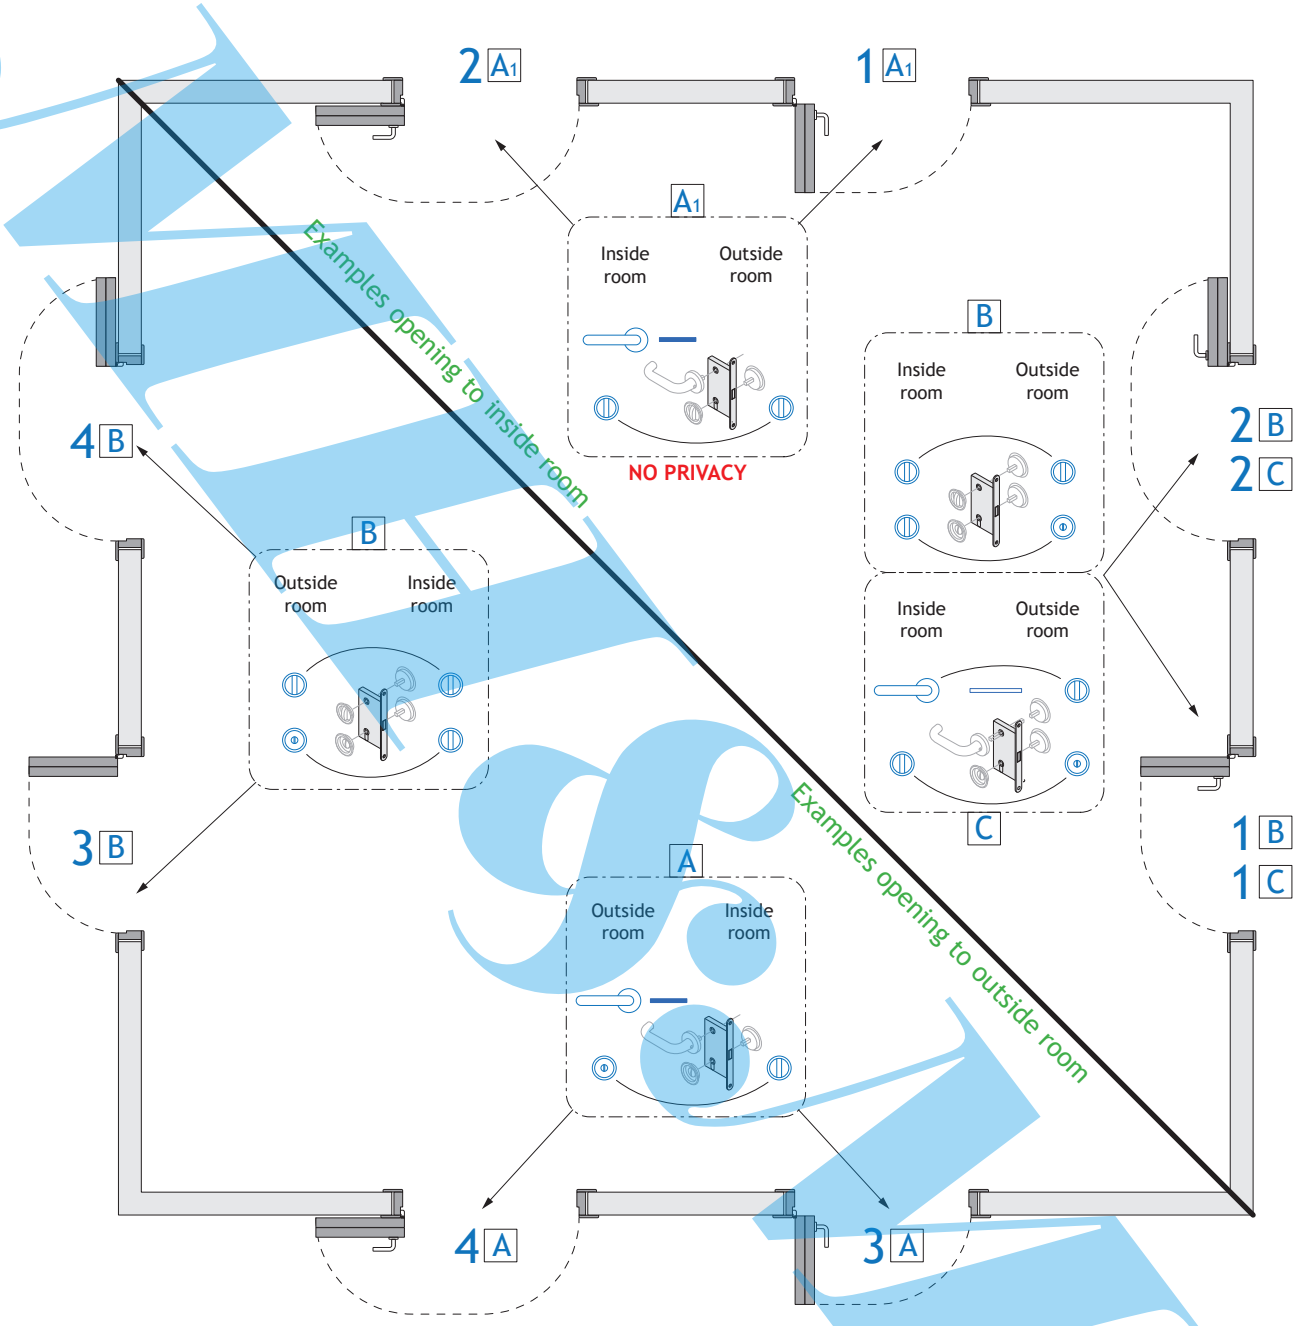 2 A1
1 A1
A1
Inside room
Outside room
NO PRIVACY
Examples opening to inside room
B
Inside room
Outside room
2 B
2 C
4 B
B
Outside room
Inside room
Inside room
Outside room
C
3 B
1 B
1 C
A
Outside room
Inside room
Examples opening to outside room
4 A
3 A